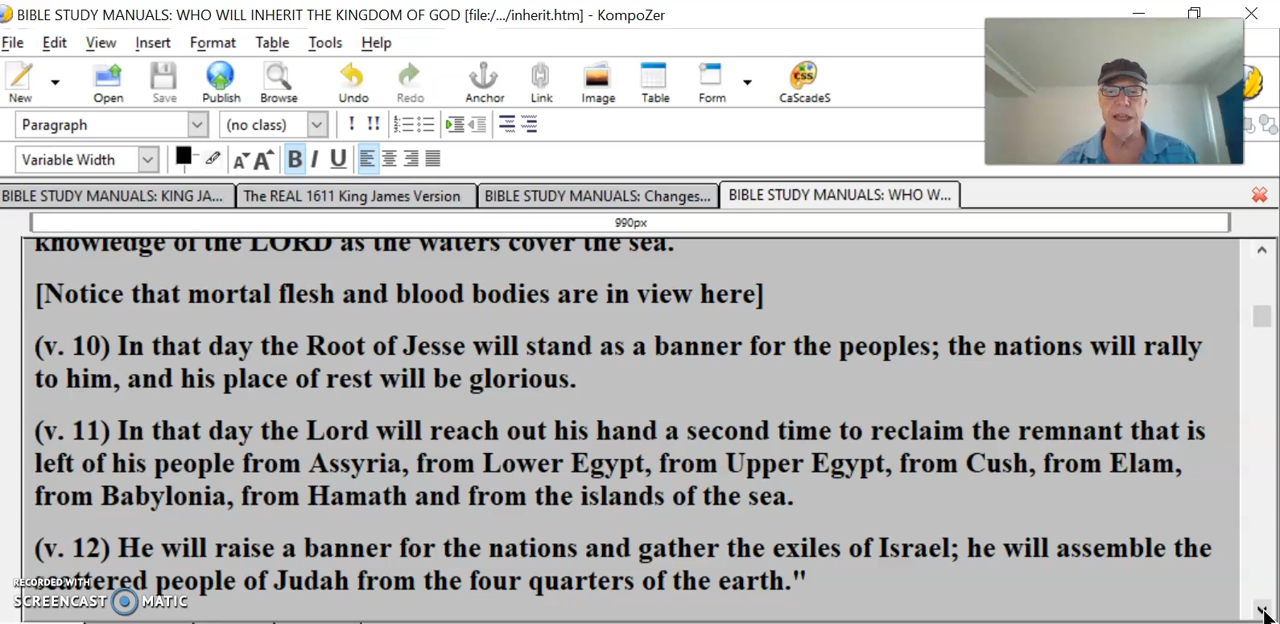 BIBLE STUDY MANUALS: WHO WILL INHERIT THE KINGDOM OF GOD [file:/.../inherit.htm] - KompoZer
File Edit View Insert Format Table Tools Help
New Open Save Publish Browse Undo Redo Anchor Link Image Table Form CaScadeS
Paragraph (no class) ! !!
Variable Width A A B I U
BIBLE STUDY MANUALS: KING JA... The REAL 1611 King James Version BIBLE STUDY MANUALS: Changes... BIBLE STUDY MANUALS: WHO W...
990px
knowledge of the LORD as the waters cover the sea.
[Notice that mortal flesh and blood bodies are in view here]
(v. 10) In that day the Root of Jesse will stand as a banner for the peoples; the nations will rally
to him, and his place of rest will be glorious.
(v. 11) In that day the Lord will reach out his hand a second time to reclaim the remnant that is
left of his people from Assyria, from Lower Egypt, from Upper Egypt, from Cush, from Elam,
from Babylonia, from Hamath and from the islands of the sea.
(v. 12) He will raise a banner for the nations and gather the exiles of Israel; he will assemble the
people of Judah from the four quarters of the earth."
RECORDED WITH
SCREENCAST MATIC